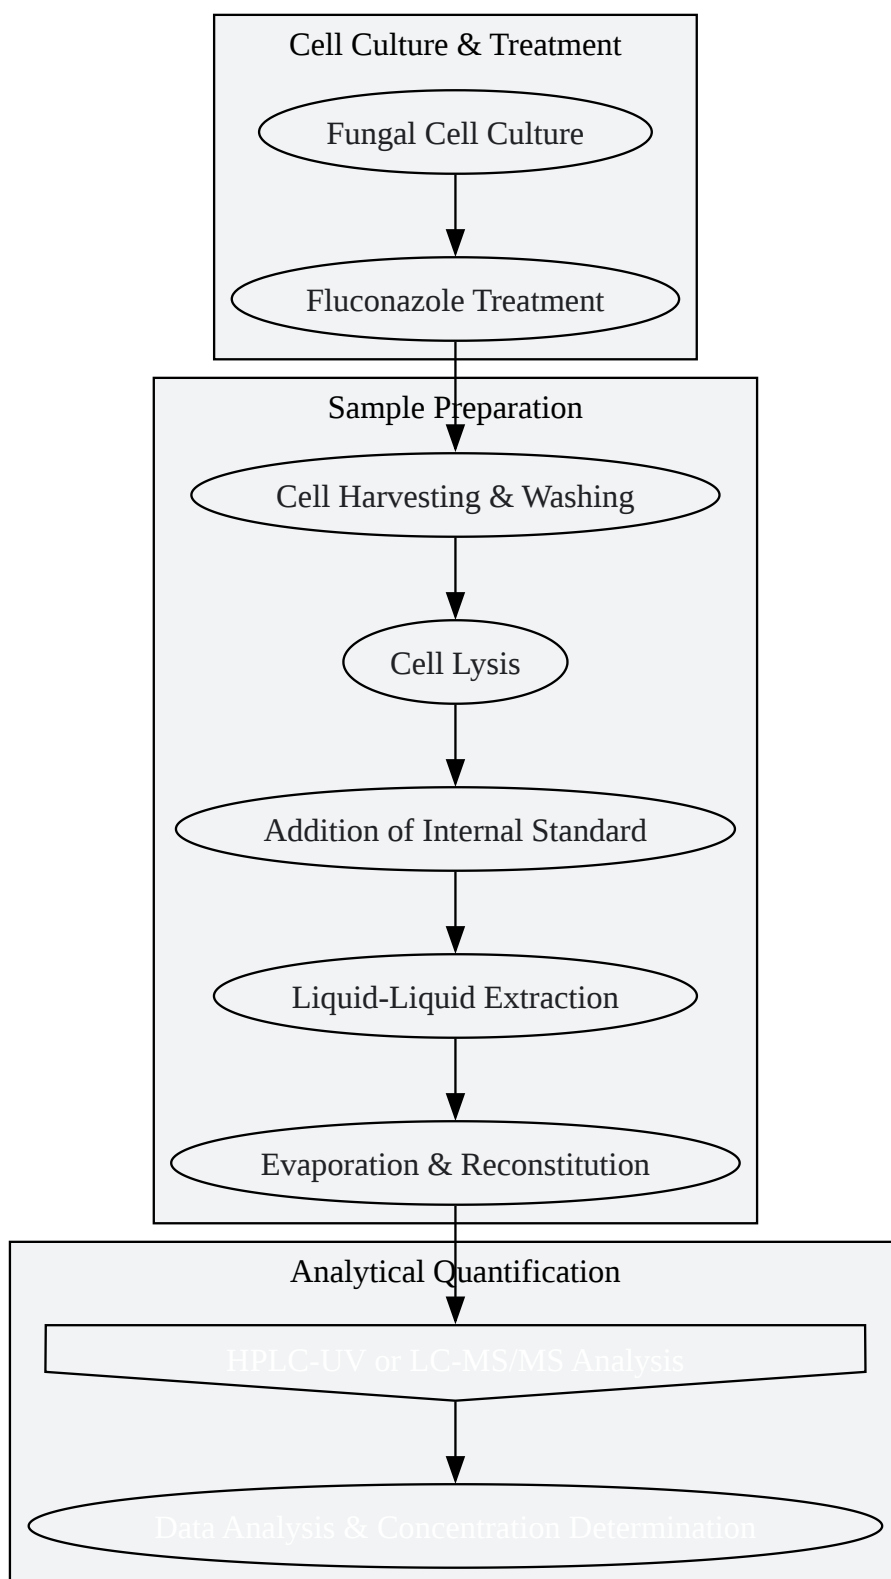 Cell Culture & Treatment
Fungal Cell Culture
Fluconazole Treatment
Sample Preparation
Cell Harvesting & Washing
Cell Lysis
Addition of Internal Standard
Liquid-Liquid Extraction
Evaporation & Reconstitution
Analytical Quantification
HPLC-UV or LC-MS/MS Analysis
Data Analysis & Concentration Determination